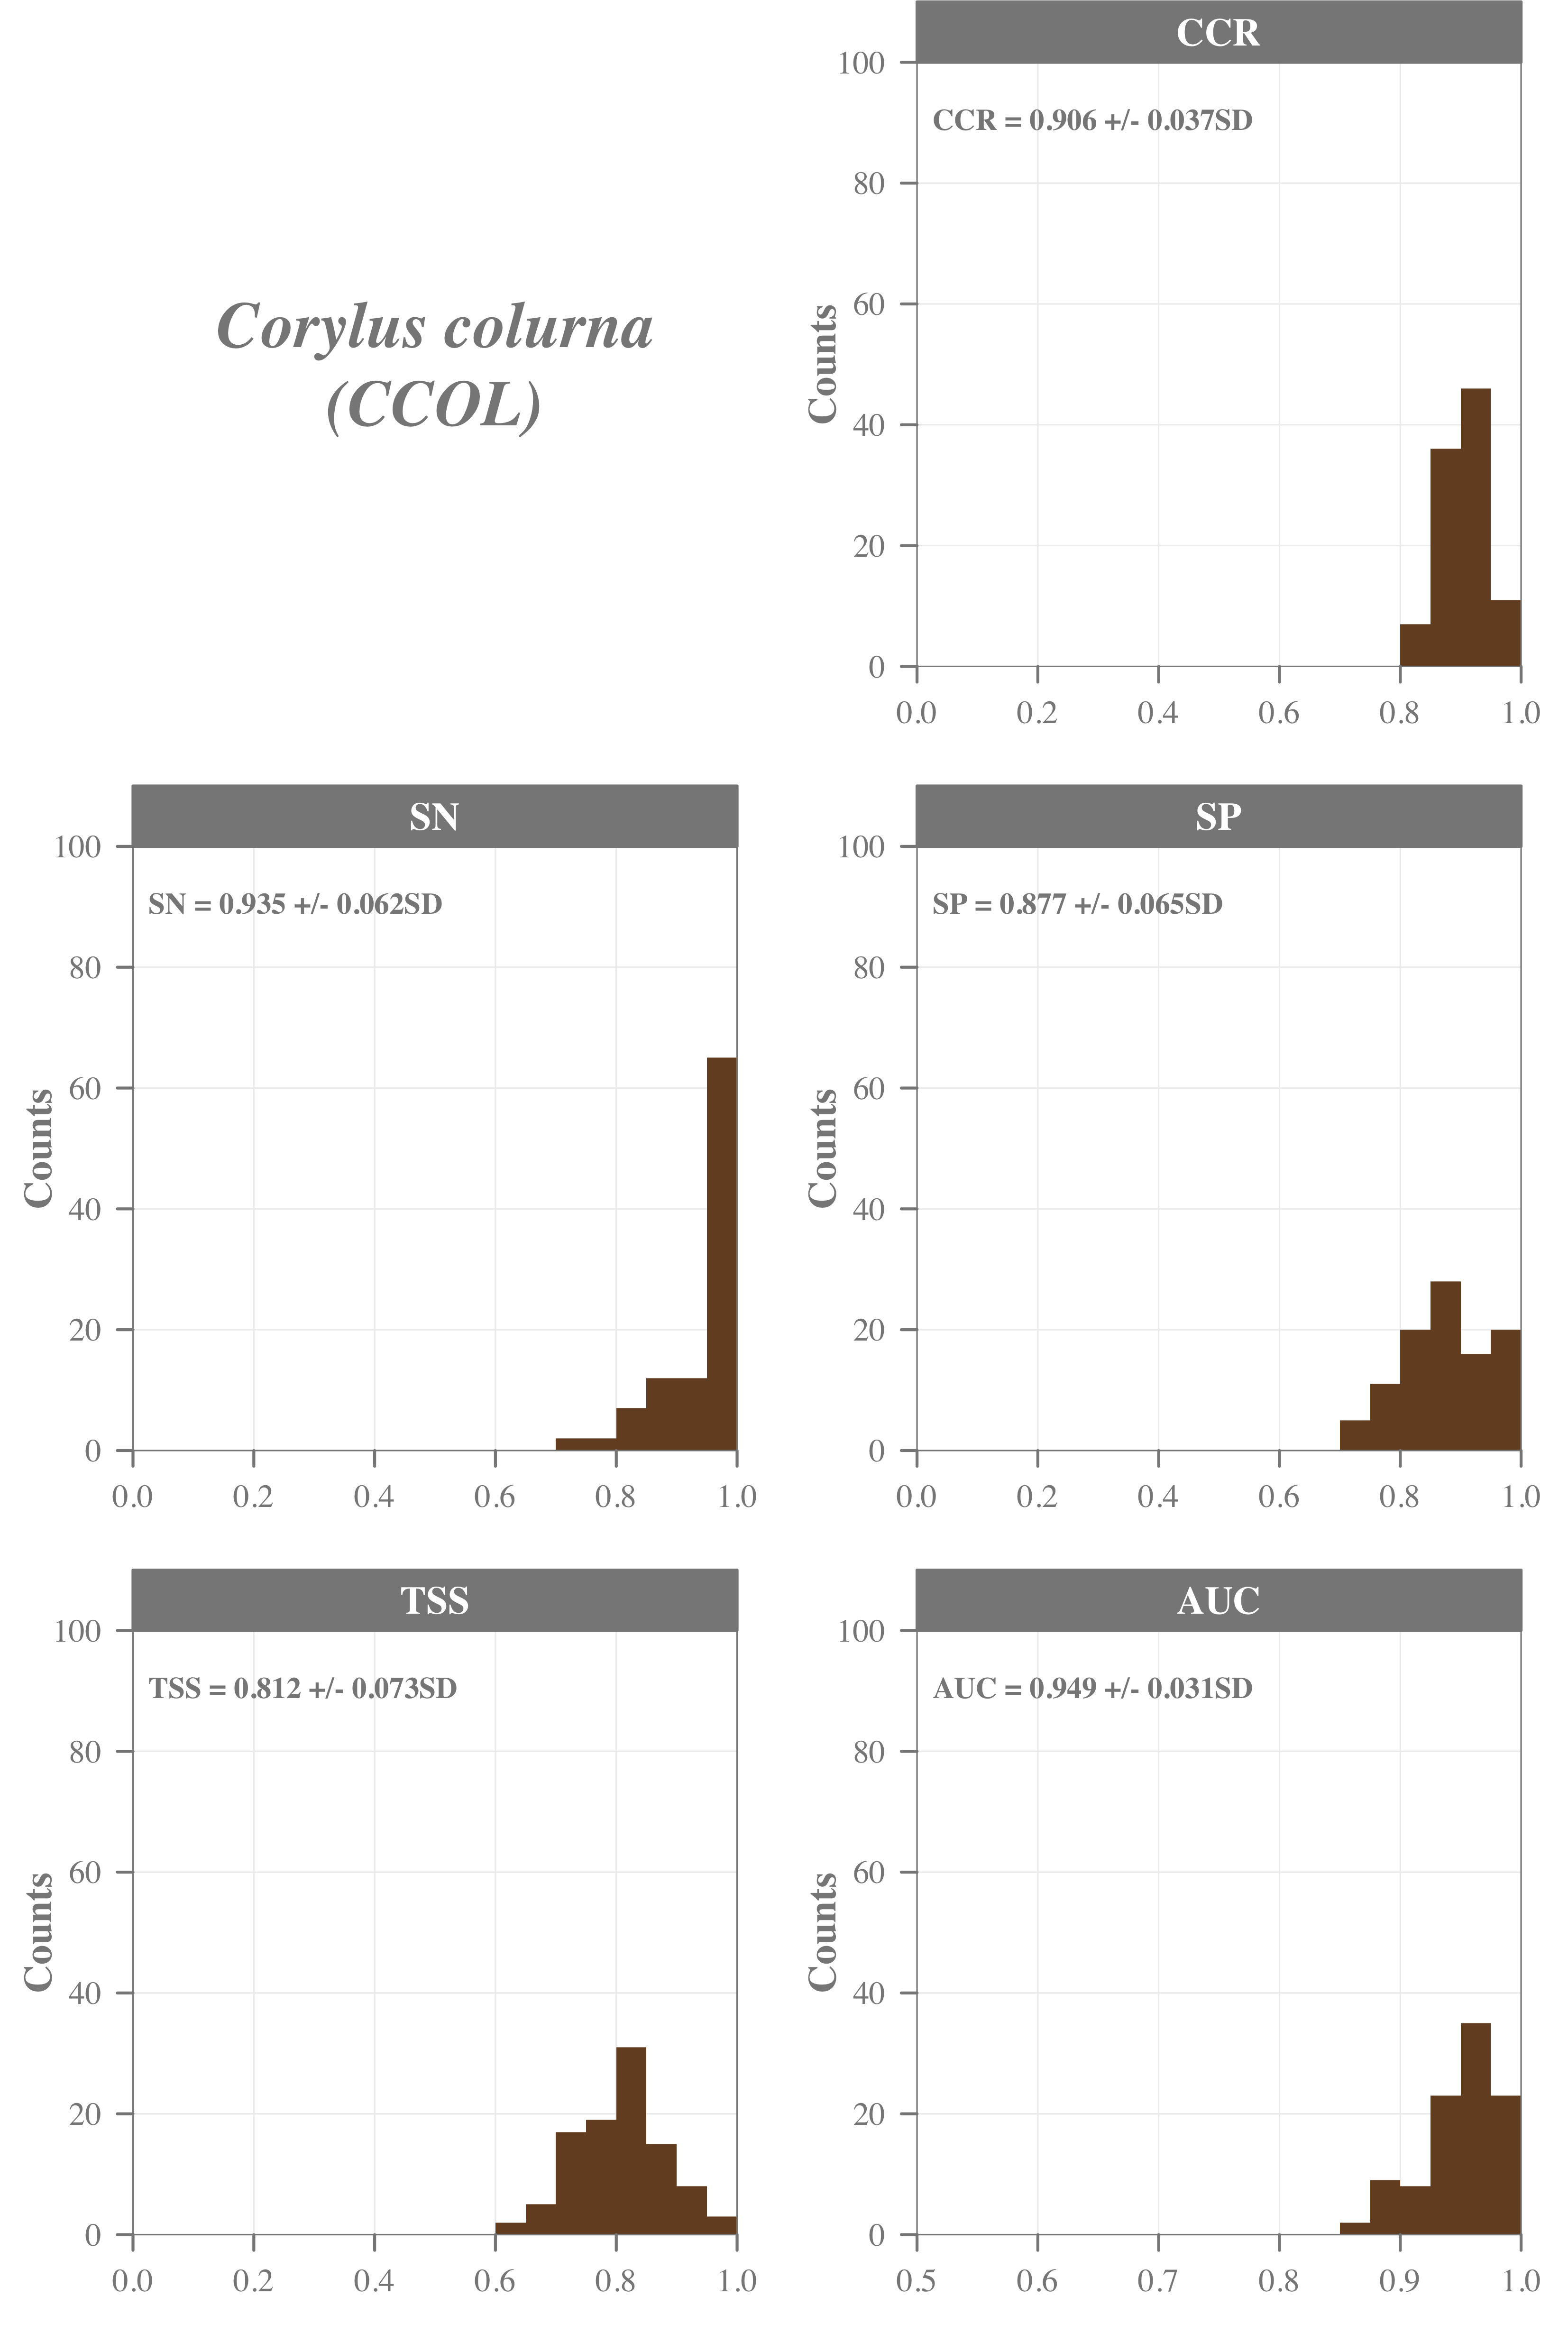 Corylus colurna
(CCOL)
CCR
CCR = 0.906 +/- 0.037SD
Counts
100
80
60
40
20
0
0.0 0.2 0.4 0.6 0.8 1.0
SN
SN = 0.935 +/- 0.062SD
Counts
100
80
60
40
20
0
0.0 0.2 0.4 0.6 0.8 1.0
SP
SP = 0.877 +/- 0.065SD
Counts
100
80
60
40
20
0
0.0 0.2 0.4 0.6 0.8 1.0
TSS
TSS = 0.812 +/- 0.073SD
Counts
100
80
60
40
20
0
0.0 0.2 0.4 0.6 0.8 1.0
AUC
AUC = 0.949 +/- 0.031SD
Counts
100
80
60
40
20
0
0.5 0.6 0.7 0.8 0.9 1.0